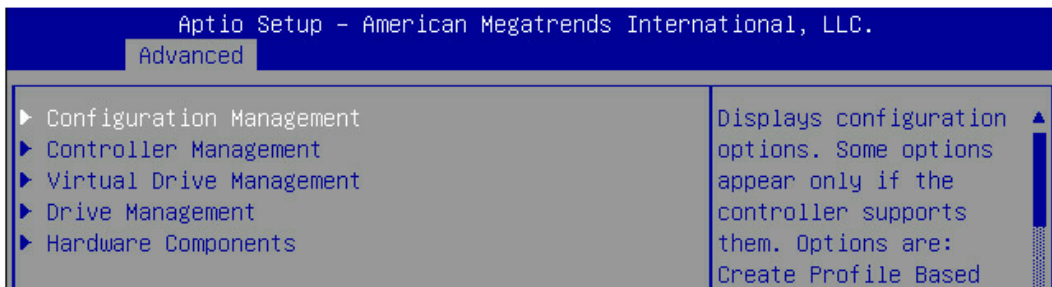 Aptio Setup – American Megatrends International, LLC.
Advanced
Configuration Management
Controller Management
Virtual Drive Management
Drive Management
Hardware Components
Displays configuration
options. Some options
appear only if the
controller supports
them. Options are:
Create Profile Based